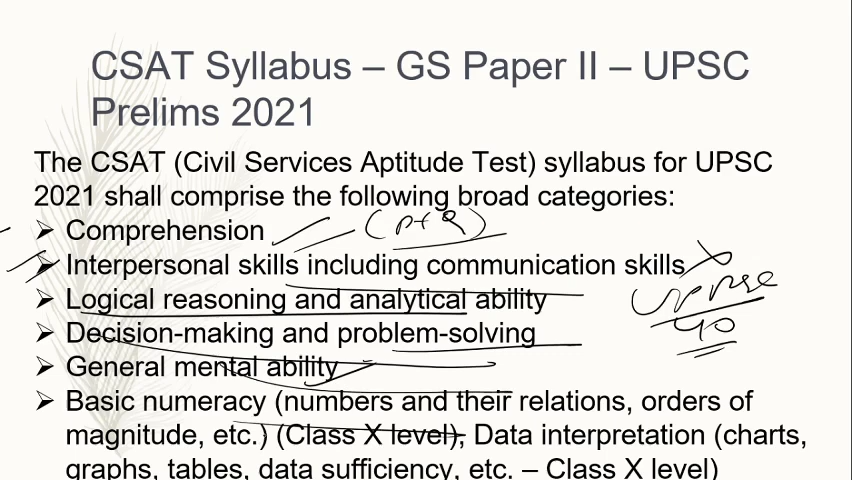 CSAT Syllabus – GS Paper II – UPSC
Prelims 2021
The CSAT (Civil Services Aptitude Test) syllabus for UPSC
2021 shall comprise the following broad categories:
➢ Comprehension
(P+Q)
➢ Interpersonal skills including communication skills
➢ Logical reasoning and analytical ability
➢ Decision-making and problem-solving
40
➢ General mental ability
➢ Basic numeracy (numbers and their relations, orders of
magnitude, etc.) (Class X level), Data interpretation (charts,
graphs, tables, data sufficiency, etc. – Class X level)